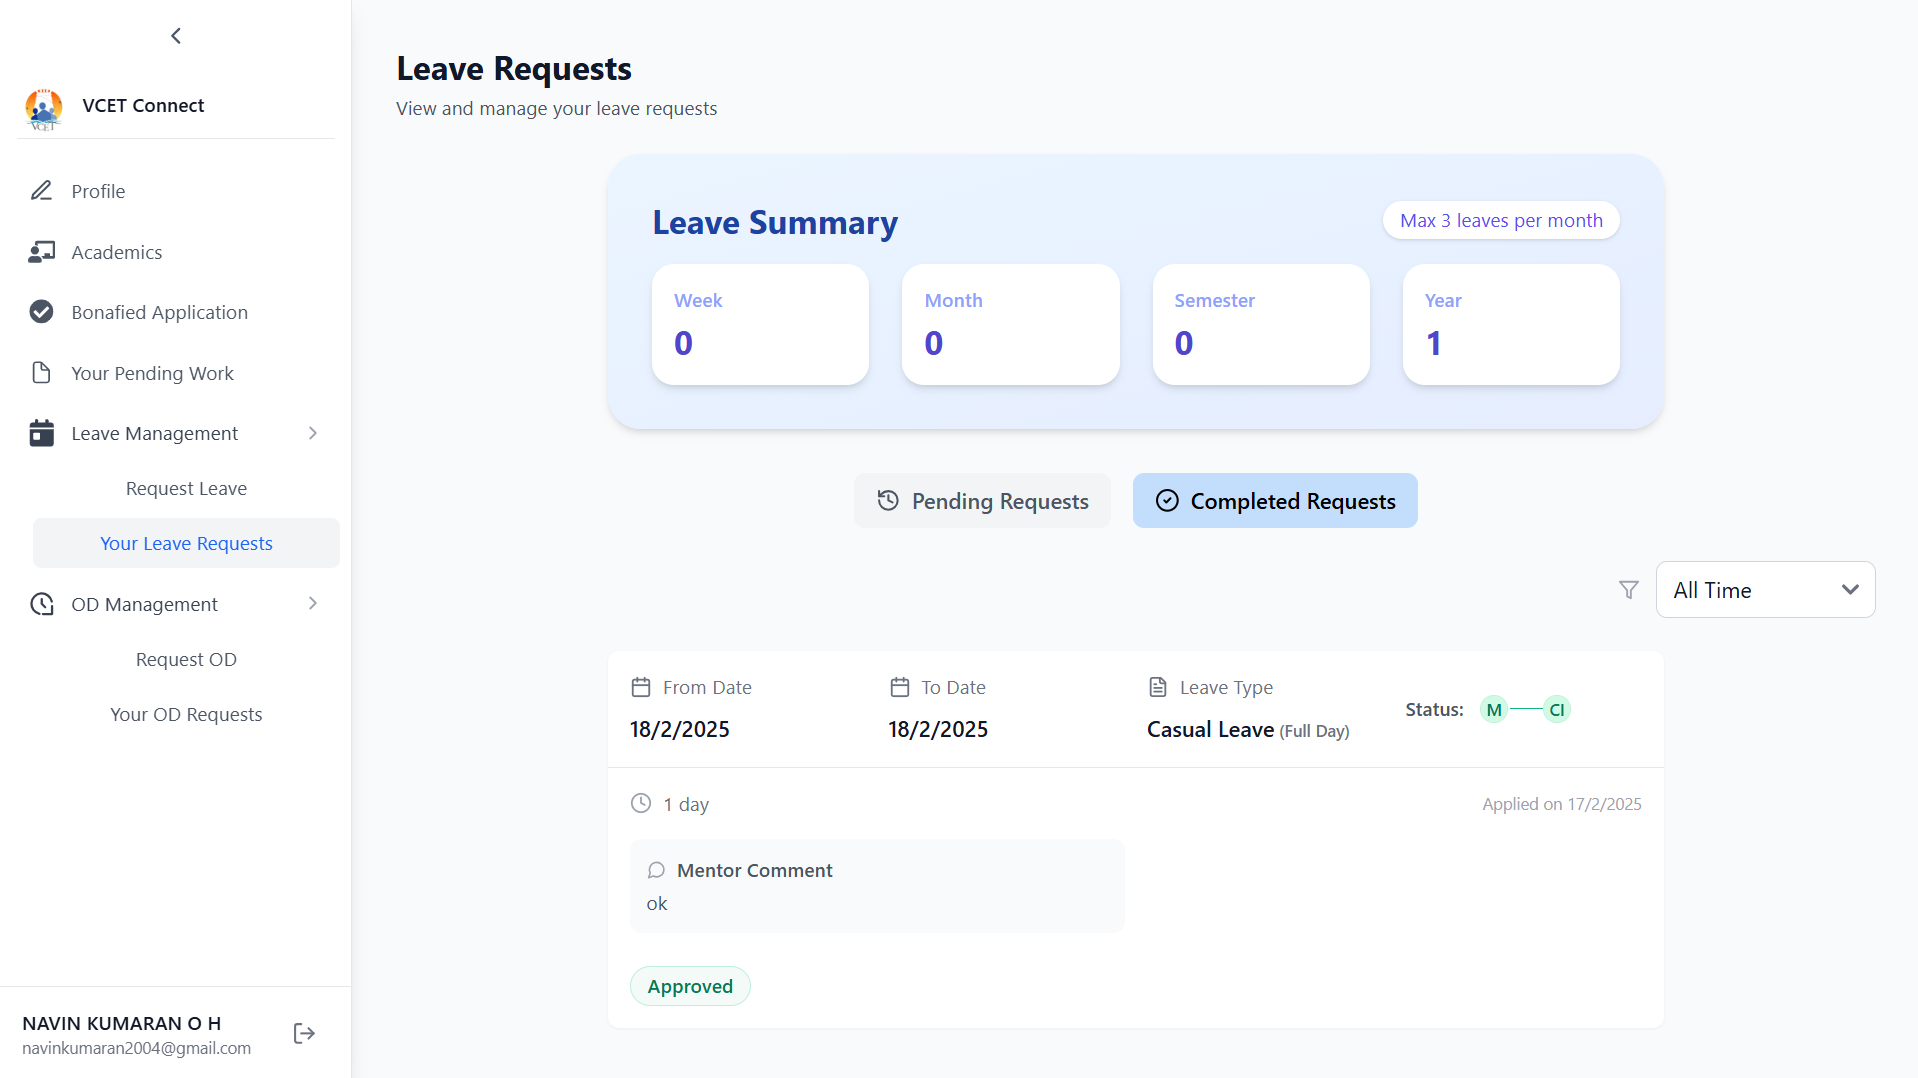 VCET
VCET Connect
Profile
Academics
Bonafied Application
Your Pending Work
Leave Management
Request Leave
Your Leave Requests
OD Management
Request OD
Your OD Requests
NAVIN KUMARAN O H
navinkumaran2004@gmail.com
Leave Requests
View and manage your leave requests
Leave Summary
Max 3 leaves per month
Week
0
Month
0
Semester
0
Year
1
Pending Requests
Completed Requests
All Time
From Date
18/2/2025
To Date
18/2/2025
Leave Type
Casual Leave (Full Day)
Status: M CI
1 day
Applied on 17/2/2025
Mentor Comment
ok
Approved